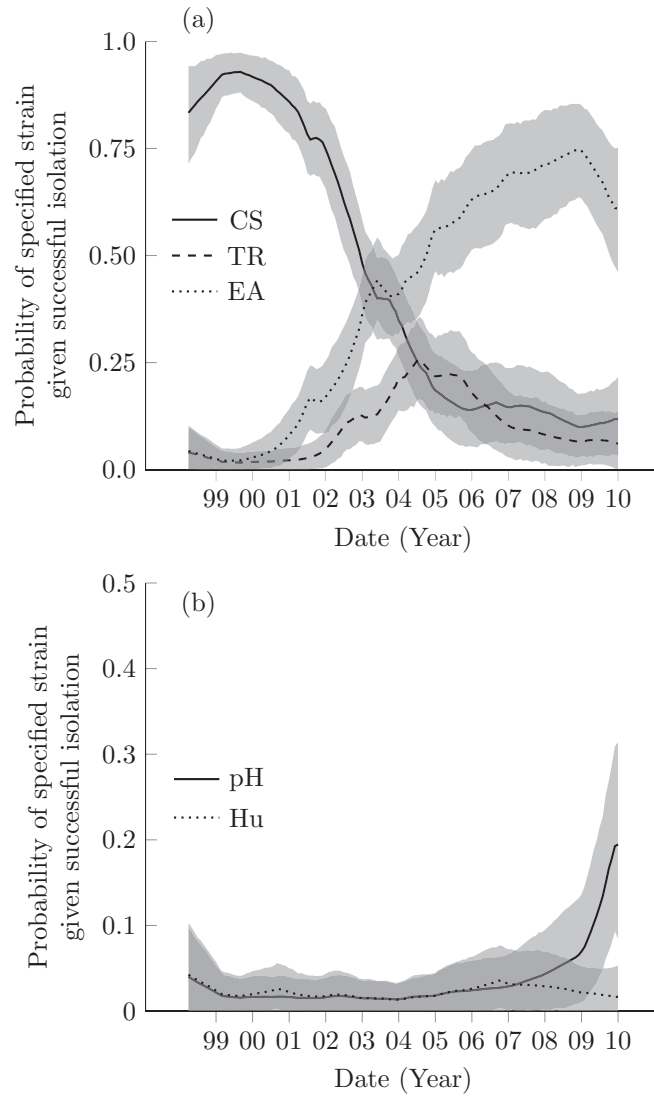 (a)
1.0
0.75
0.50
0.25
0.0
Probability of specified strain
given successful isolation
CS
TR
EA
99 00 01 02 03 04 05 06 07 08 09 10
Date (Year)
(b)
0.5
0.4
0.3
0.2
0.1
0
Probability of specified strain
given successful isolation
pH
Hu
99 00 01 02 03 04 05 06 07 08 09 10
Date (Year)